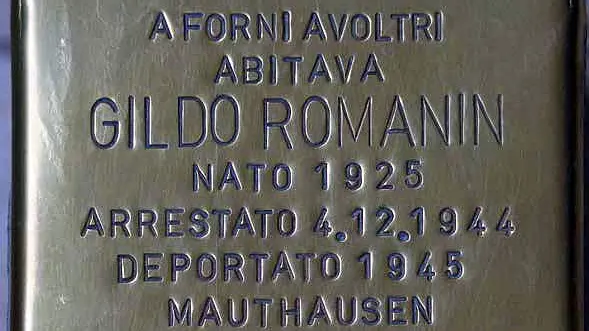 A FORNI AVOLTRI
ABITAVA
GILDO ROMANIN
NATO 1925
ARRESTATO 4.12.1944
DEPORTATO 1945
MAUTHAUSEN